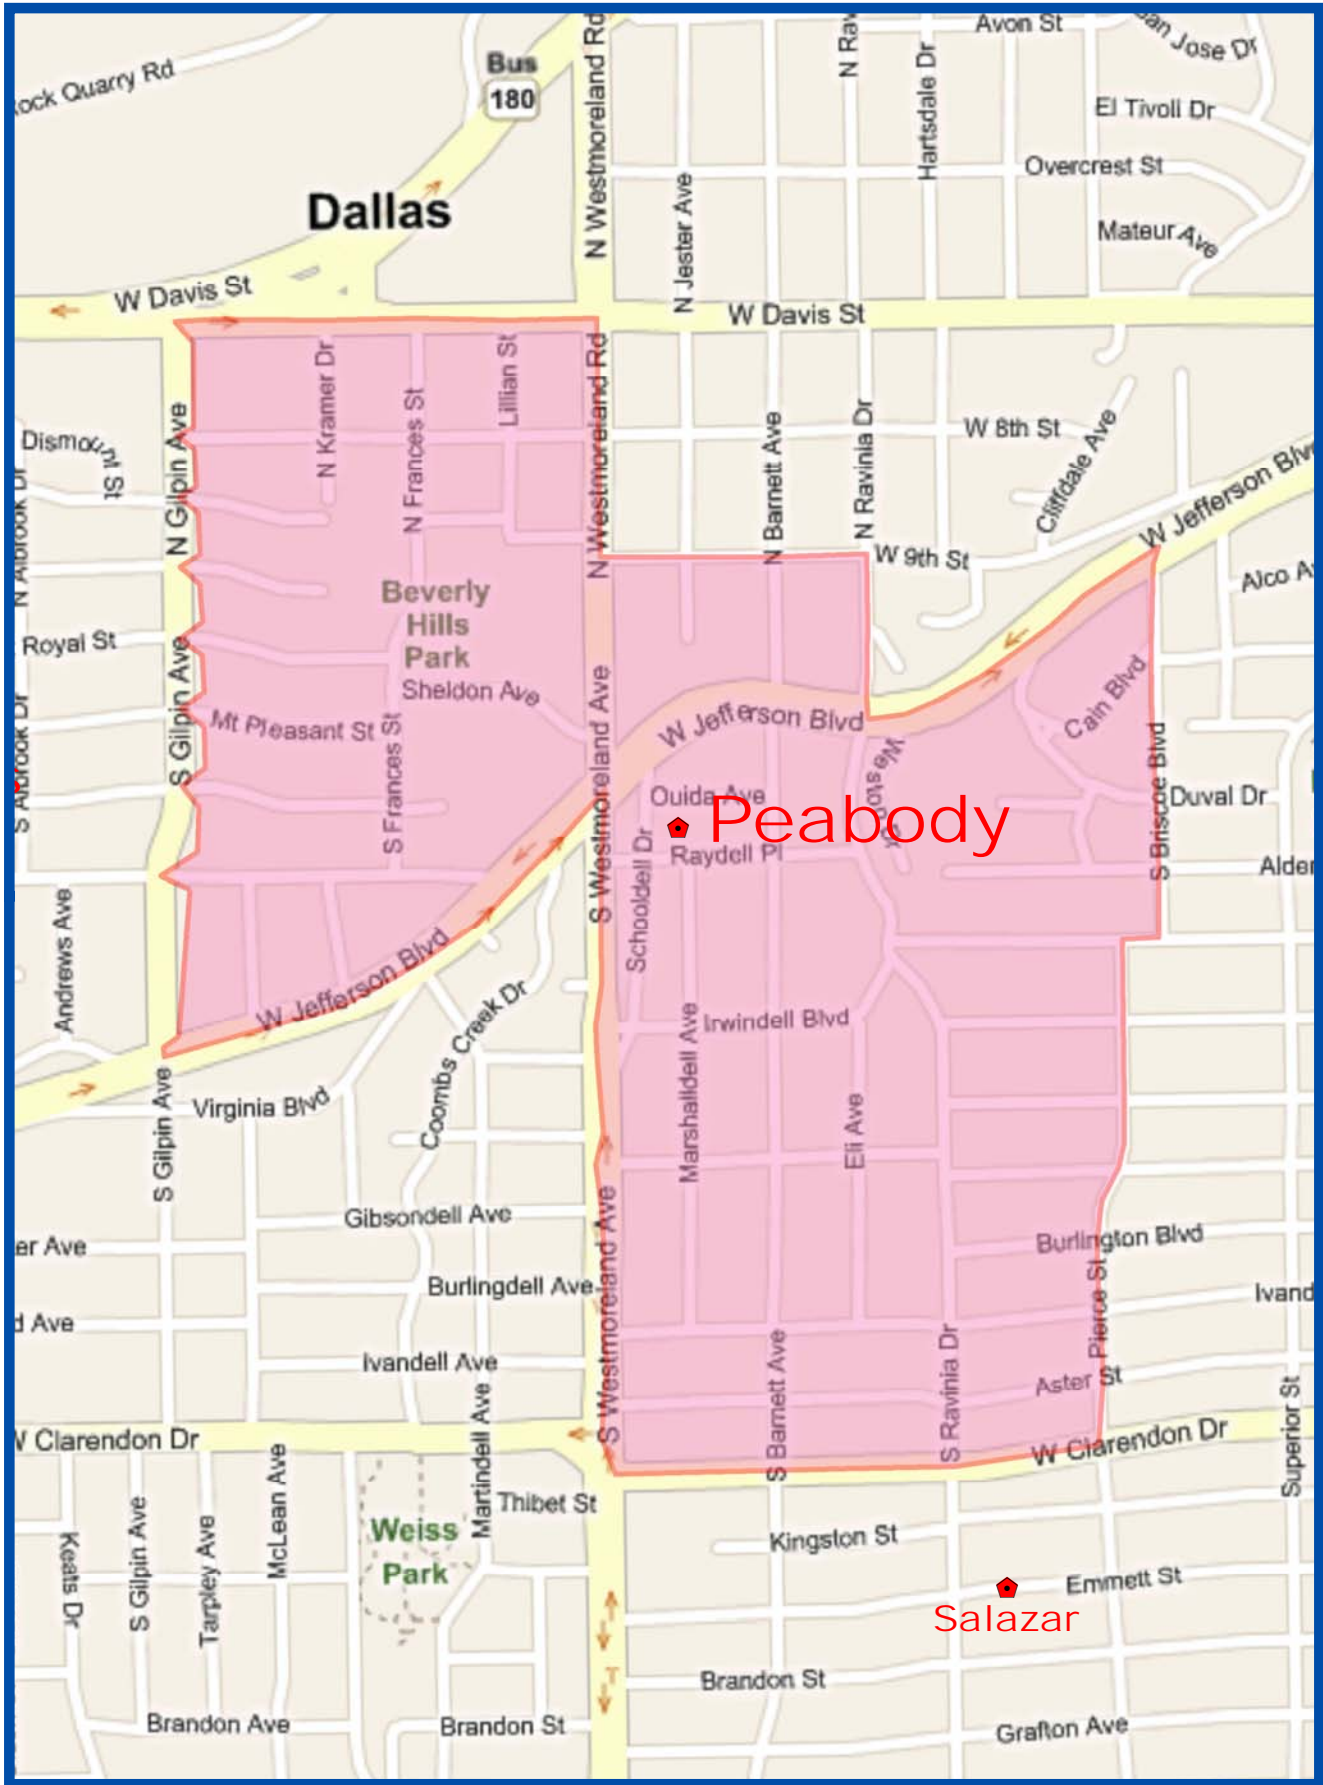 Avon St
San Jose Dr
Rock Quarry Rd
Bus
180
N Westmoreland Rd
N Rav
Hartsdale Dr
El Tivoli Dr
Overcrest St
Dallas
N Jester Ave
Mateur Ave
W Davis St
W Davis St
N Kramer Dr
Lillian St
N Westmoreland Rd
N Frances St
N Gilpin Ave
Dismount St
N Barnett Ave
N Ravinia Dr
W 8th St
Cliffdale Ave
W Jefferson Blvd
W 9th St
Alco A
N Albrook Dr
Beverly
Hills
Park
Royal St
S Gilpin Ave
Sheldon Ave
Mt Pleasant St
S Frances St
S Westmoreland Ave
W Jefferson Blvd
Cain Blvd
S Briscoe Blvd
S Albrook Dr
Ouida Ave
Peabody
Duval Dr
Schooldell Dr
Raydell Pl
Alder
Andrews Ave
W Jefferson Blvd
Coombs Creek Dr
Marshalldell Ave
Irwindell Blvd
S Gilpin Ave
Virginia Blvd
Eli Ave
Gibsondell Ave
er Ave
S Westmoreland Ave
Burlington Blvd
Burlingdell Ave
Pierce St
Ivand
d Ave
Ivandell Ave
S Barnett Ave
S Ravinia Dr
Aster St
Superior St
W Clarendon Dr
Martindell Ave
W Clarendon Dr
McLean Ave
Thibet St
Keats Dr
S Gilpin Ave
Tarpley Ave
Weiss
Park
Kingston St
Emmett St
Salazar
Brandon St
Brandon Ave
Brandon St
Grafton Ave